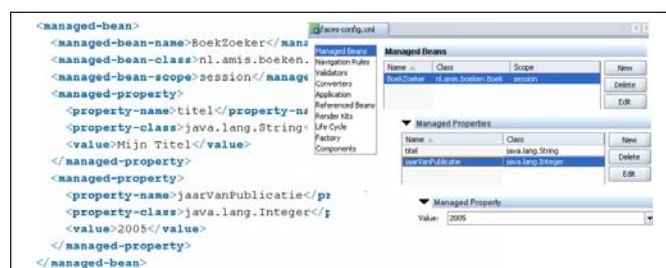 <managed-bean>
<managed-bean-name>BoekZoeker</mana
<managed-bean-class>nl.amis.boeken.
<managed-bean-scope>session</manage
<managed-property>
<property-name>titel</property-na
<property-class>java.lang.String<
<value>Mijn Titel</value>
</managed-property>
<managed-property>
<property-name>jaarVanPublicatie</pr
<property-class>java.lang.Integer</p
<value>2005</value>
</managed-property>
</managed-bean>
faces-config.xml
Managed Beans
Navigation Rules
Validators
Converters
Application
Referenced Beans
Render Kits
Life Cycle
Factory
Components
Managed Beans
Name Class Scope
BoekZoeker nl.amis.boeken.Boek session
New
Delete
Edit
Managed Properties
Name Class
titel java.lang.String
jaarVanPublicatie java.lang.Integer
New
Delete
Edit
Managed Property
Value: 2005